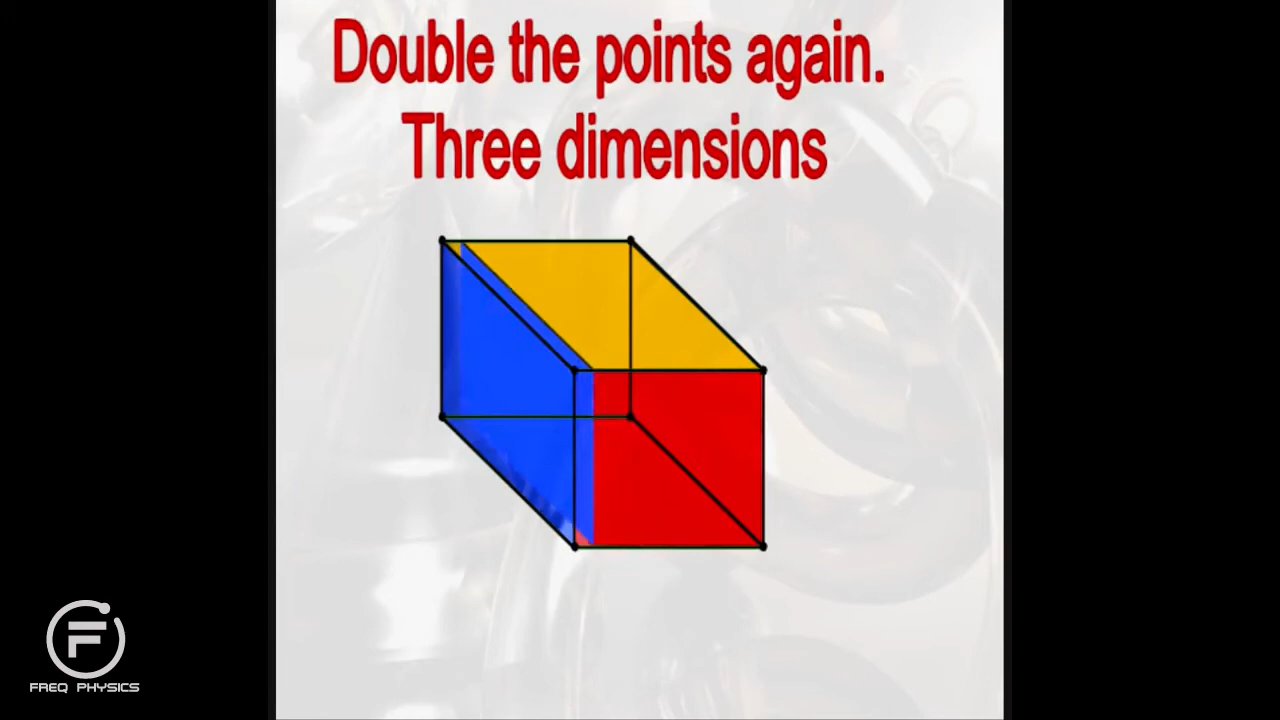 Double the points again.
Three dimensions
FREQ PHYSICS